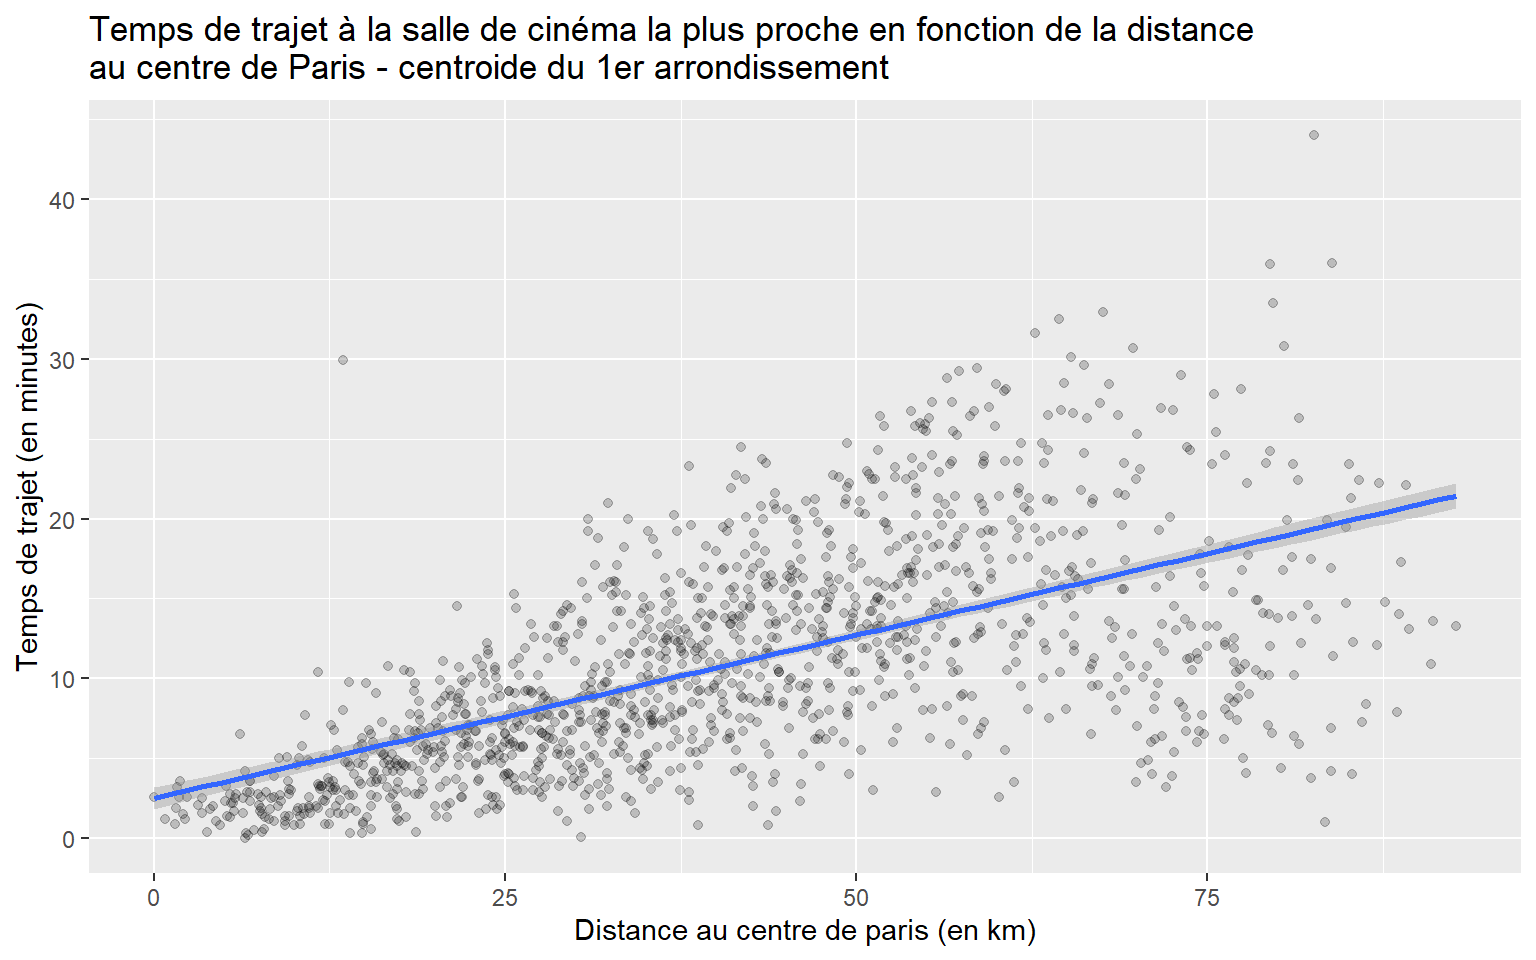 Temps de trajet à la salle de cinéma la plus proche en fonction de la distance
au centre de Paris - centroide du 1er arrondissement
Temps de trajet (en minutes)
40
30
20
10
0
0
25
50
75
Distance au centre de paris (en km)